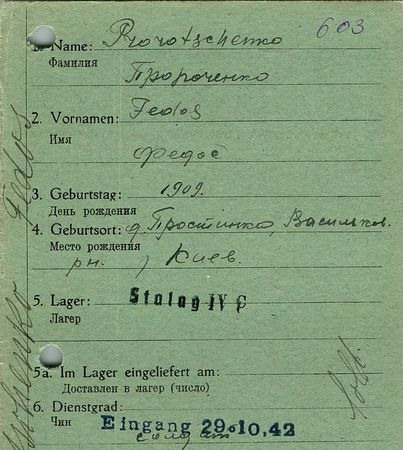 603
1. Name: Prorotschenko
Фамилия
Пророченко
2. Vornamen: Fedos
Имя
Федос
3. Geburtstag: 1909.
День рождения
4. Geburtsort: д. Простинка, Васильков.
Место рождения
рн. Киев.
5. Lager: Stalag IV C
Лагерь
5a. Im Lager eingeliefert am:
Доставлен в лагерь (число)
6. Dienstgrad:
Чин
Eingang 29.10.42
солдат